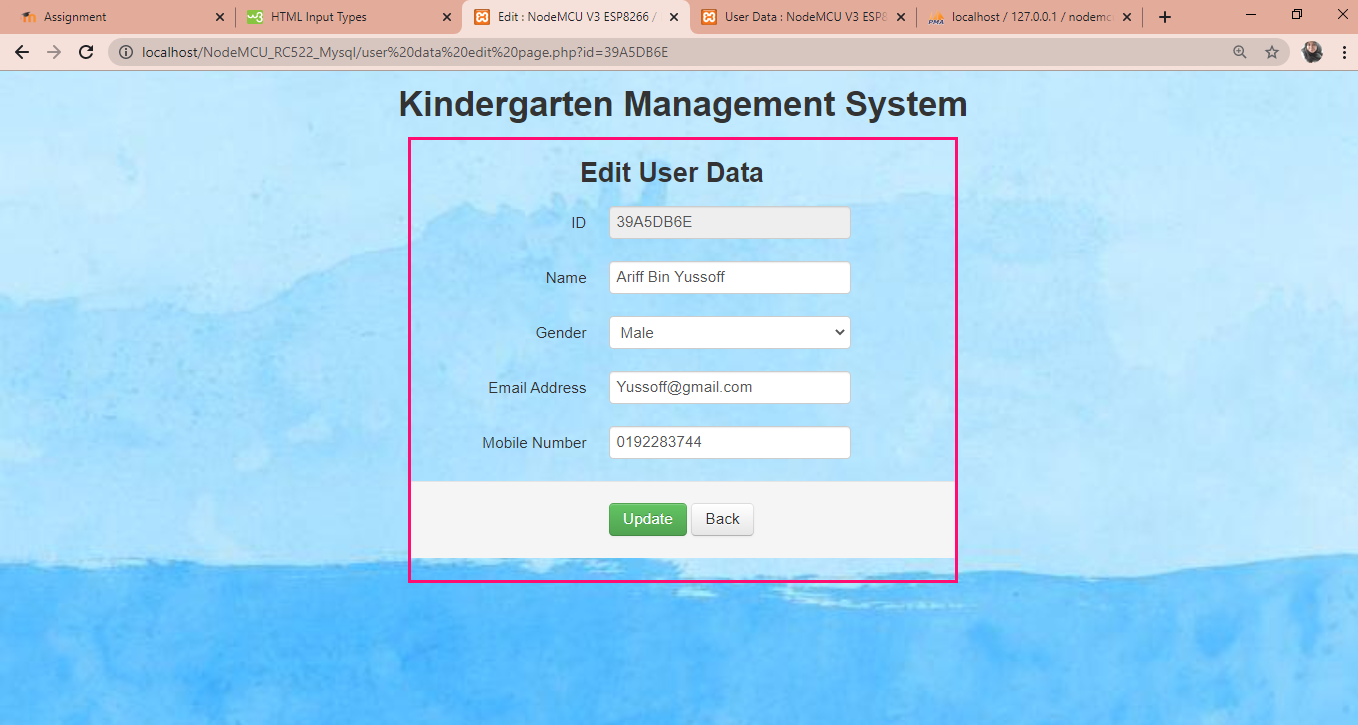 Assignment
HTML Input Types
Edit : NodeMCU V3 ESP8266 /
User Data : NodeMCU V3 ESP8
PMA
localhost / 127.0.0.1 / nodemc
localhost/NodeMCU_RC522_Mysql/user%20data%20edit%20page.php?id=39A5DB6E
Kindergarten Management System
Edit User Data
ID 39A5DB6E
Name Ariff Bin Yussoff
Gender Male
Email Address Yussoff@gmail.com
Mobile Number 0192283744
Update Back